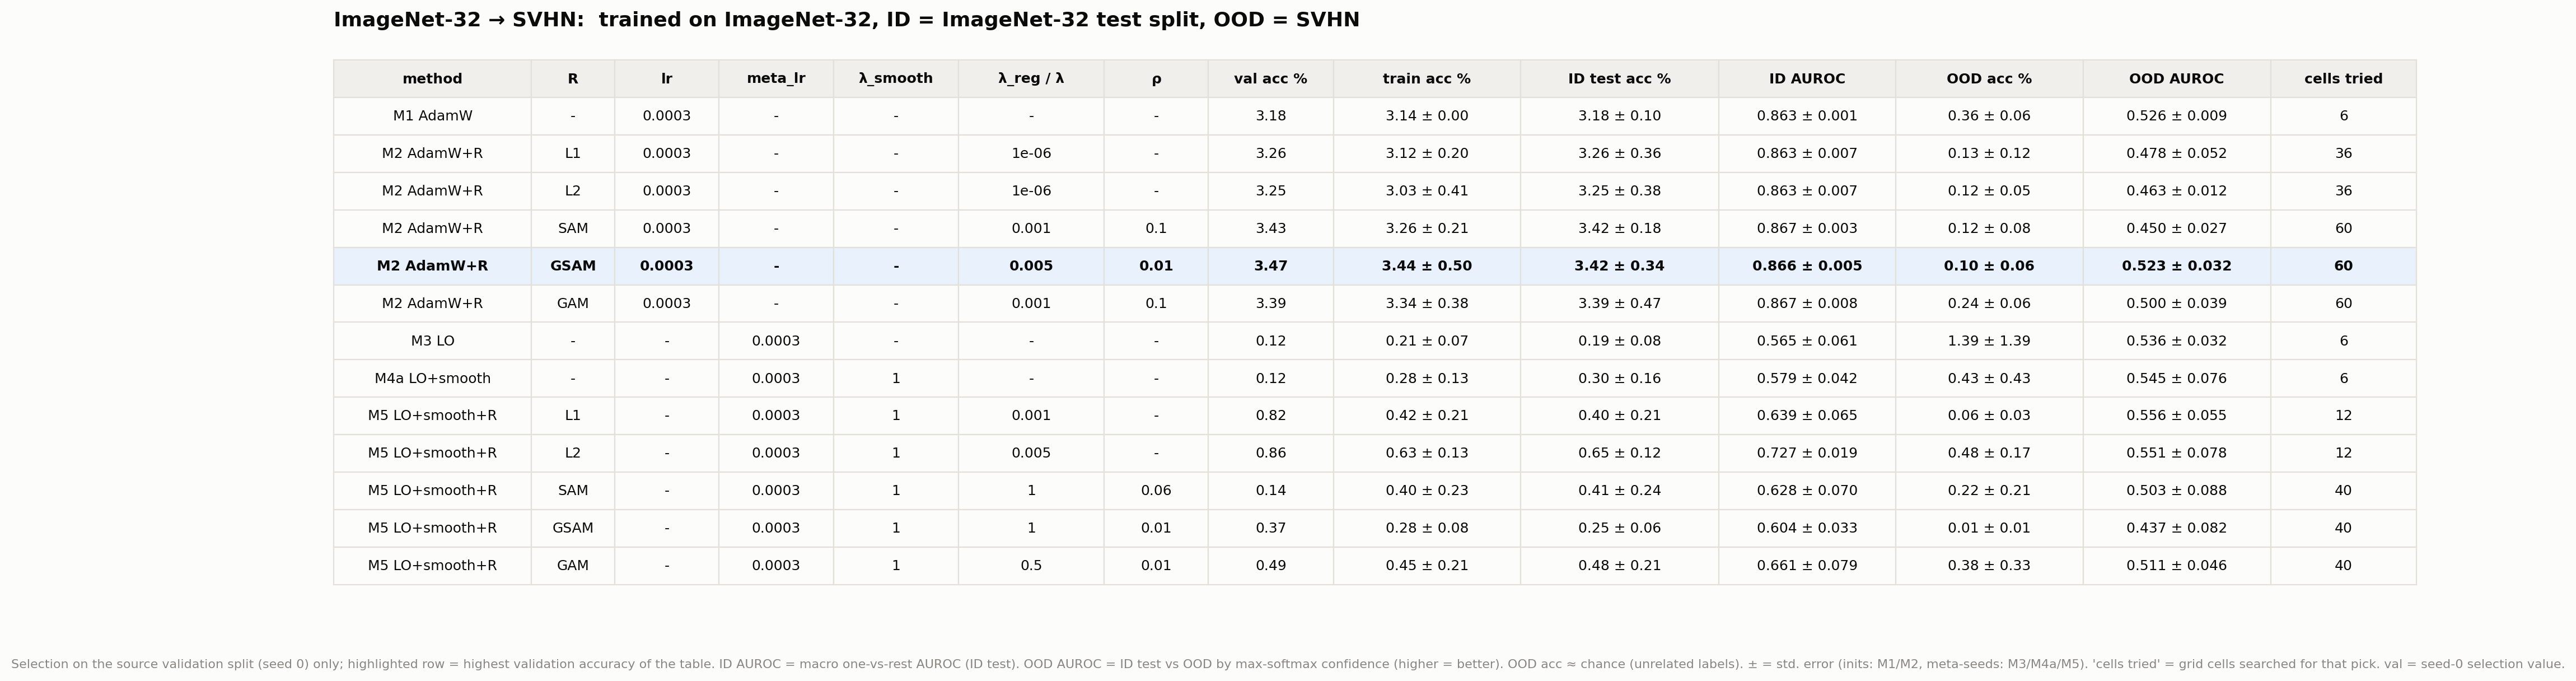 ImageNet-32 → SVHN:  trained on ImageNet-32, ID = ImageNet-32 test split, OOD = SVHN
method R lr meta_lr λ_smooth λ_reg / λ ρ val acc % train acc % ID test acc % ID AUROC OOD acc % OOD AUROC cells tried
M1 AdamW - 0.0003 - - - - 3.18 3.14 ± 0.00 3.18 ± 0.10 0.863 ± 0.001 0.36 ± 0.06 0.526 ± 0.009 6
M2 AdamW+R L1 0.0003 - - 1e-06 - 3.26 3.12 ± 0.20 3.26 ± 0.36 0.863 ± 0.007 0.13 ± 0.12 0.478 ± 0.052 36
M2 AdamW+R L2 0.0003 - - 1e-06 - 3.25 3.03 ± 0.41 3.25 ± 0.38 0.863 ± 0.007 0.12 ± 0.05 0.463 ± 0.012 36
M2 AdamW+R SAM 0.0003 - - 0.001 0.1 3.43 3.26 ± 0.21 3.42 ± 0.18 0.867 ± 0.003 0.12 ± 0.08 0.450 ± 0.027 60
M2 AdamW+R GSAM 0.0003 - - 0.005 0.01 3.47 3.44 ± 0.50 3.42 ± 0.34 0.866 ± 0.005 0.10 ± 0.06 0.523 ± 0.032 60
M2 AdamW+R GAM 0.0003 - - 0.001 0.1 3.39 3.34 ± 0.38 3.39 ± 0.47 0.867 ± 0.008 0.24 ± 0.06 0.500 ± 0.039 60
M3 LO - - 0.0003 - - - 0.12 0.21 ± 0.07 0.19 ± 0.08 0.565 ± 0.061 1.39 ± 1.39 0.536 ± 0.032 6
M4a LO+smooth - - 0.0003 1 - - 0.12 0.28 ± 0.13 0.30 ± 0.16 0.579 ± 0.042 0.43 ± 0.43 0.545 ± 0.076 6
M5 LO+smooth+R L1 - 0.0003 1 0.001 - 0.82 0.42 ± 0.21 0.40 ± 0.21 0.639 ± 0.065 0.06 ± 0.03 0.556 ± 0.055 12
M5 LO+smooth+R L2 - 0.0003 1 0.005 - 0.86 0.63 ± 0.13 0.65 ± 0.12 0.727 ± 0.019 0.48 ± 0.17 0.551 ± 0.078 12
M5 LO+smooth+R SAM - 0.0003 1 1 0.06 0.14 0.40 ± 0.23 0.41 ± 0.24 0.628 ± 0.070 0.22 ± 0.21 0.503 ± 0.088 40
M5 LO+smooth+R GSAM - 0.0003 1 1 0.01 0.37 0.28 ± 0.08 0.25 ± 0.06 0.604 ± 0.033 0.01 ± 0.01 0.437 ± 0.082 40
M5 LO+smooth+R GAM - 0.0003 1 0.5 0.01 0.49 0.45 ± 0.21 0.48 ± 0.21 0.661 ± 0.079 0.38 ± 0.33 0.511 ± 0.046 40
Selection on the source validation split (seed 0) only; highlighted row = highest validation accuracy of the table. ID AUROC = macro one-vs-rest AUROC (ID test). OOD AUROC = ID test vs OOD by max-softmax confidence (higher = better). OOD acc ≈ chance (unrelated labels). ± = std. error (inits: M1/M2, meta-seeds: M3/M4a/M5). 'cells tried' = grid cells searched for that pick. val = seed-0 selection value.